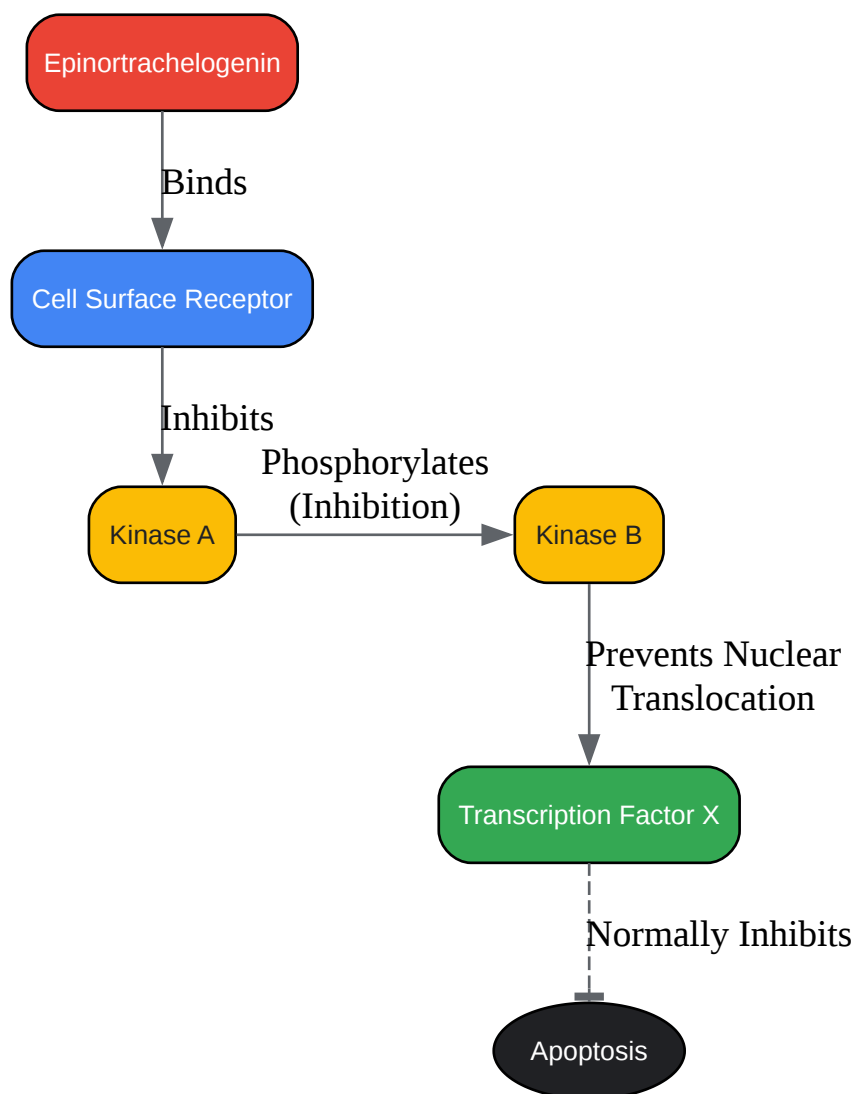 Epinortrachelogenin
Binds
Cell Surface Receptor
Inhibits
Phosphorylates
(Inhibition)
Kinase A
Kinase B
Prevents Nuclear
Translocation
Transcription Factor X
Normally Inhibits
Apoptosis